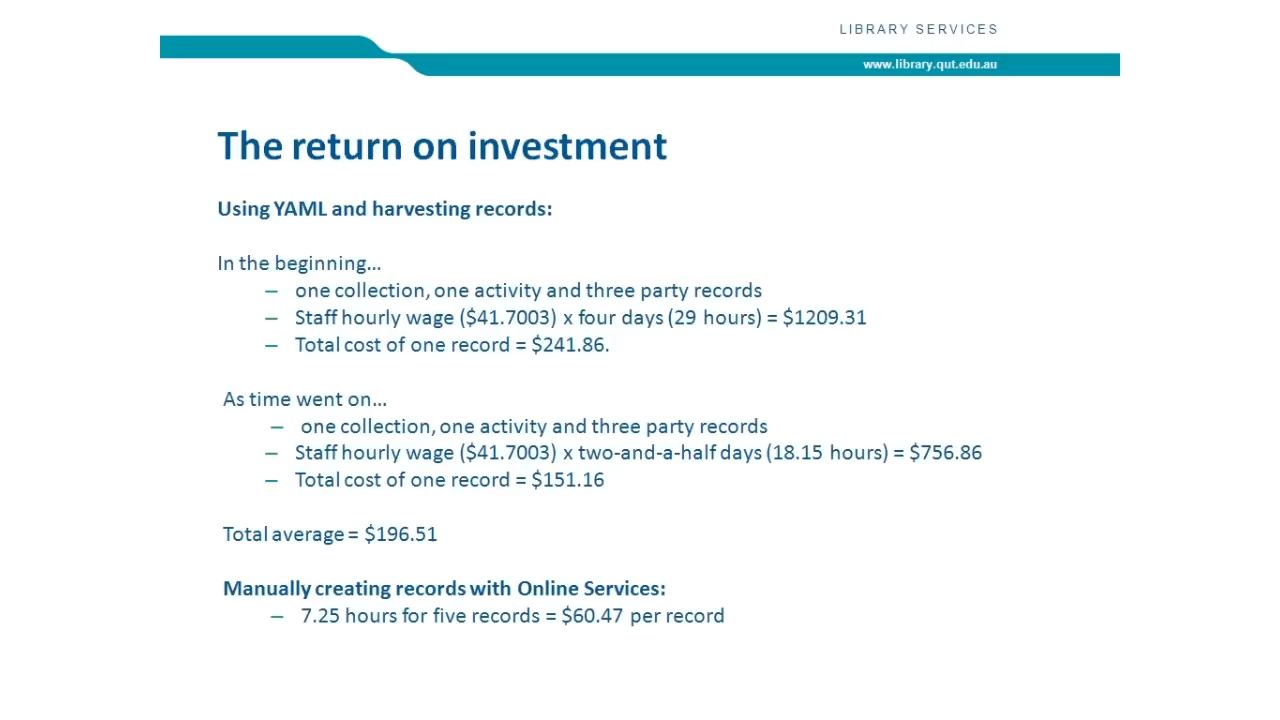 LIBRARY SERVICES
www.library.qut.edu.au
The return on investment
Using YAML and harvesting records:
In the beginning…
– one collection, one activity and three party records
– Staff hourly wage ($41.7003) x four days (29 hours) = $1209.31
– Total cost of one record = $241.86.
As time went on…
– one collection, one activity and three party records
– Staff hourly wage ($41.7003) x two-and-a-half days (18.15 hours) = $756.86
– Total cost of one record = $151.16
Total average = $196.51
Manually creating records with Online Services:
– 7.25 hours for five records = $60.47 per record